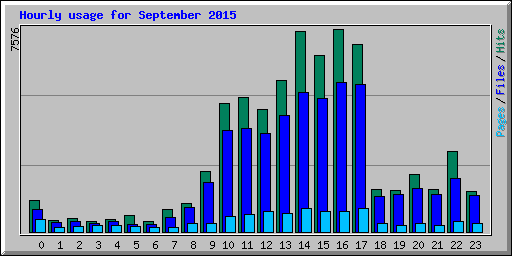 Hourly usage for September 2015
7576
Pages / Files / Hits
0 1 2 3 4 5 6 7 8 9 10 11 12 13 14 15 16 17 18 19 20 21 22 23